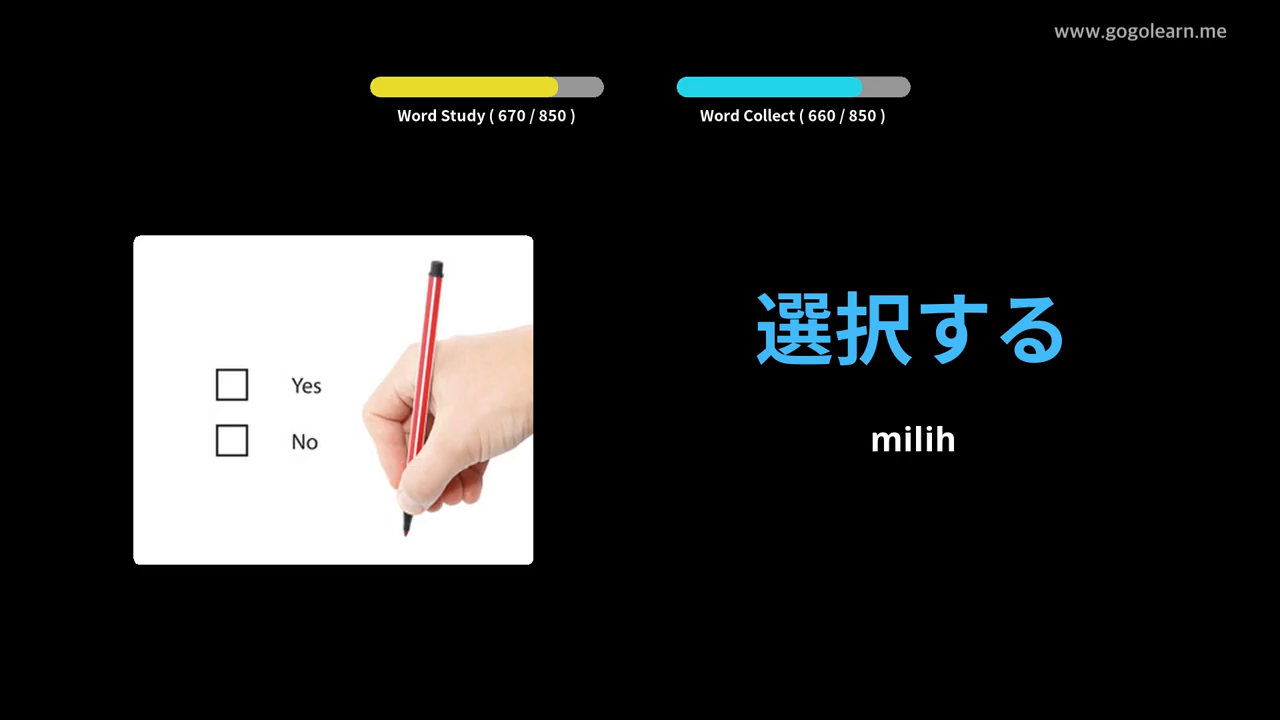 www.gogolearn.me
Word Study ( 670 / 850 )
Word Collect ( 660 / 850 )
Yes
No
選択する
milih